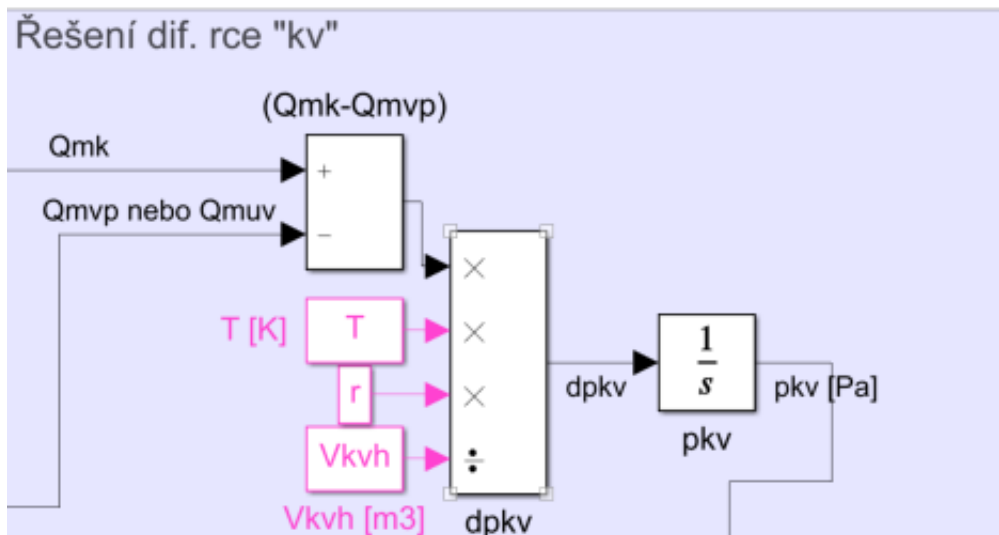 Řešení dif. rce "kv"
(Qmk-Qmvp)
Qmk
+
Qmvp nebo Qmuv
−
×
T [K]
T
×
r
×
Vkvh
÷
Vkvh [m3]
dpkv
dpkv
1
s
pkv
pkv [Pa]